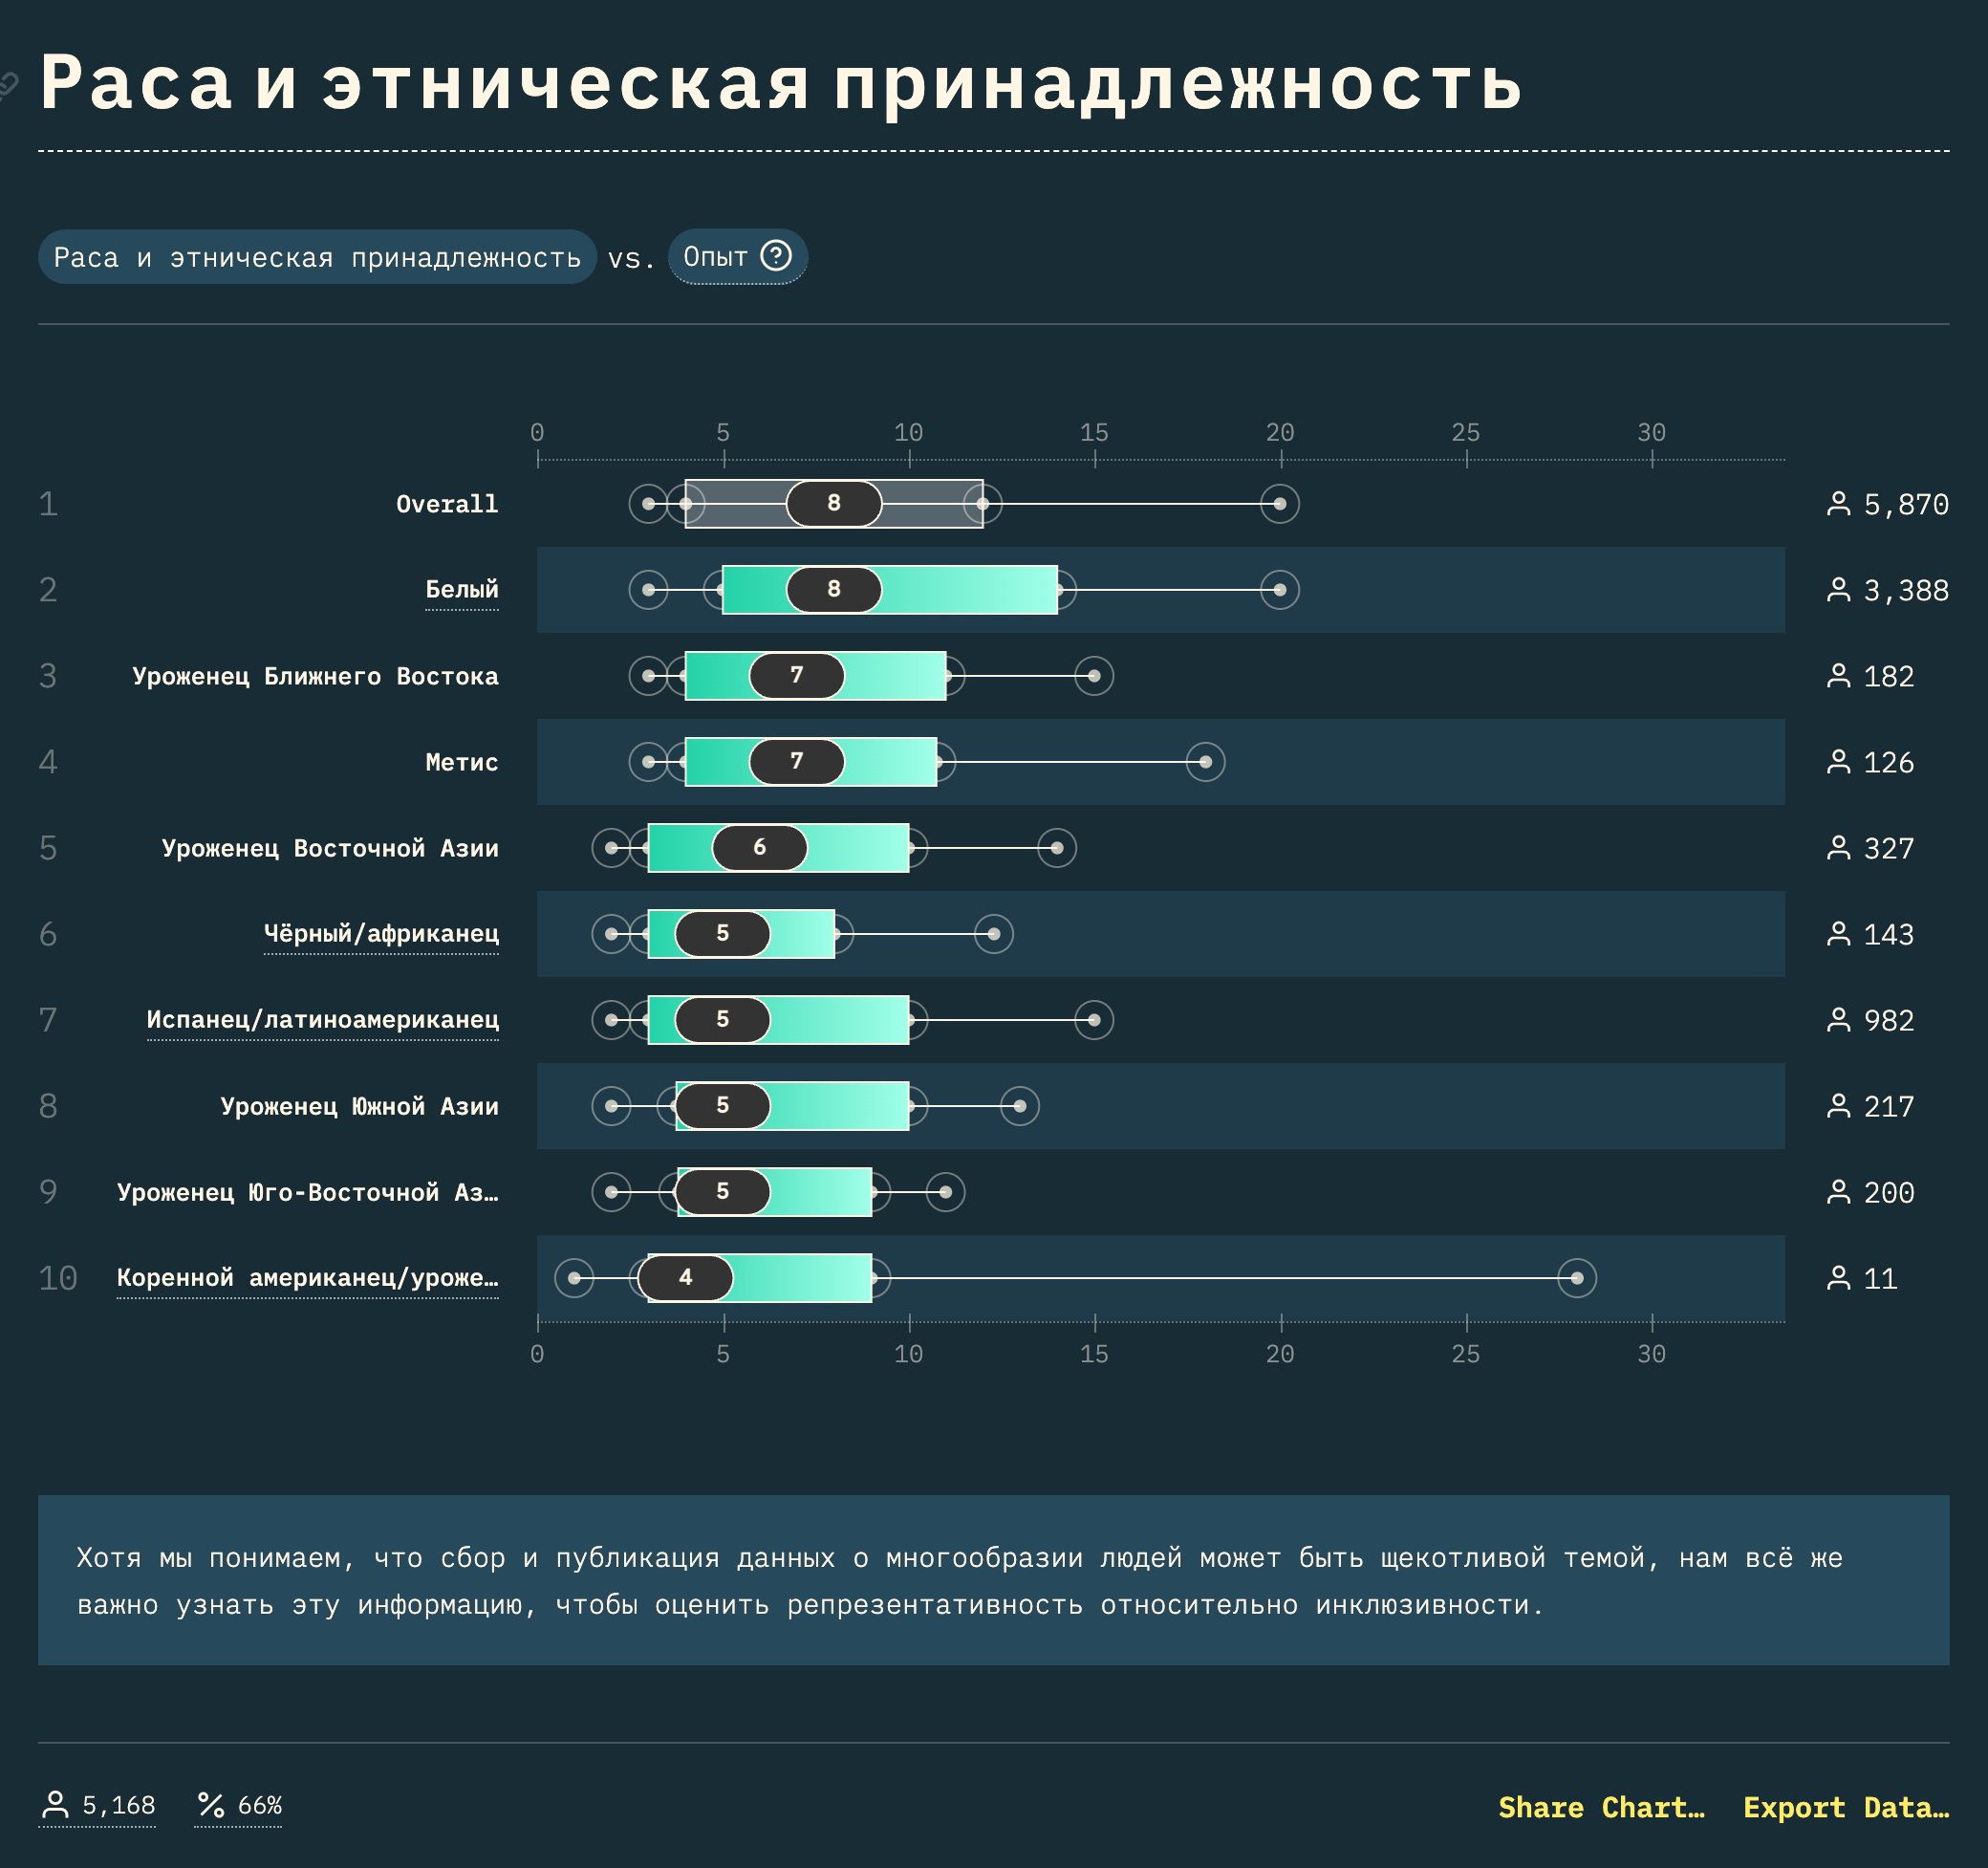 Раса и этническая принадлежность
Раса и этническая принадлежность vs. Опыт ?
0 5 10 15 20 25 30
1 Overall 8 5,870
2 Белый 8 3,388
3 Уроженец Ближнего Востока 7 182
4 Метис 7 126
5 Уроженец Восточной Азии 6 327
6 Чёрный/африканец 5 143
7 Испанец/латиноамериканец 5 982
8 Уроженец Южной Азии 5 217
9 Уроженец Юго-Восточной Аз… 5 200
10 Коренной американец/уроже… 4 11
0 5 10 15 20 25 30
Хотя мы понимаем, что сбор и публикация данных о многообразии людей может быть щекотливой темой, нам всё же
важно узнать эту информацию, чтобы оценить репрезентативность относительно инклюзивности.
5,168 % 66% Share Chart… Export Data…